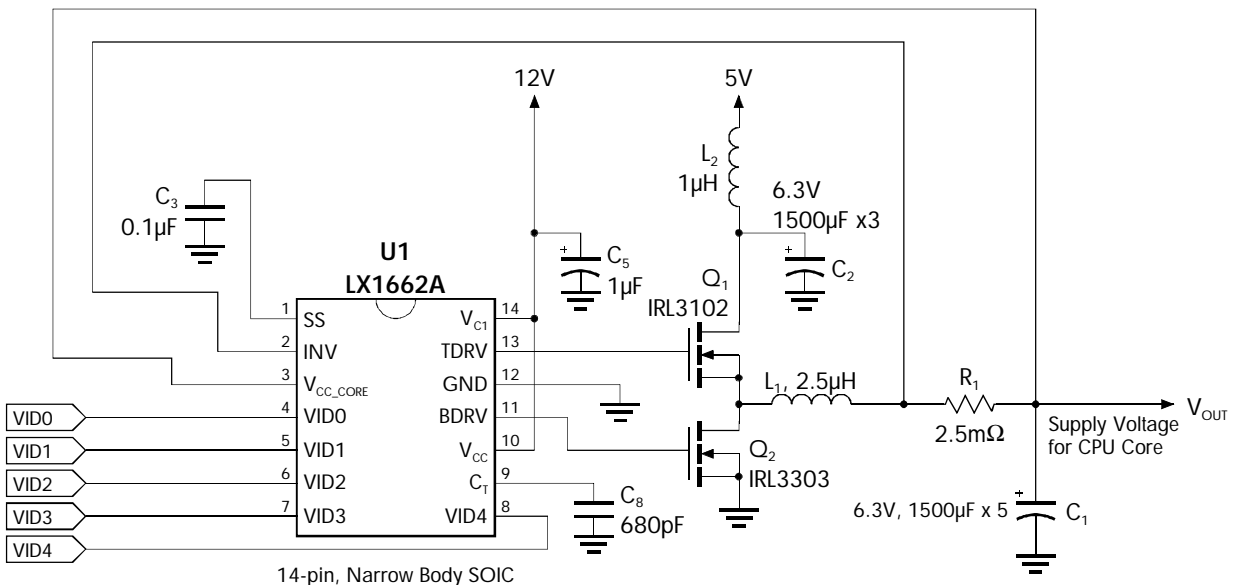 12V
5V
L2
1µH
6.3V
1500µF x3
C3
0.1µF
U1
LX1662A
C5
1µF
C2
Q1
IRL3102
1
SS
VC1
14
2
INV
TDRV
13
3
VCC_CORE
GND
12
L1, 2.5µH
R1
2.5mΩ
VOUT
Supply Voltage
for CPU Core
VID0
4
VID0
BDRV
11
VID1
5
VID1
VCC
10
Q2
IRL3303
VID2
6
VID2
CT
9
C8
680pF
VID3
7
VID3
VID4
8
6.3V, 1500µF x 5
C1
VID4
14-pin, Narrow Body SOIC
+
+
+